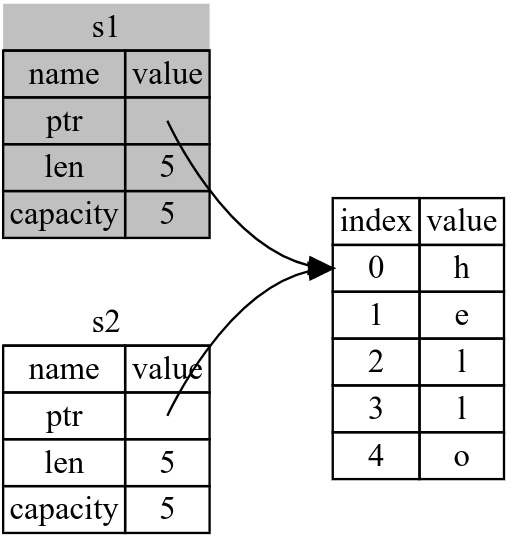 s1
name value
ptr
len 5
capacity 5
s2
name value
ptr
len 5
capacity 5
index value
0 h
1 e
2 l
3 l
4 o